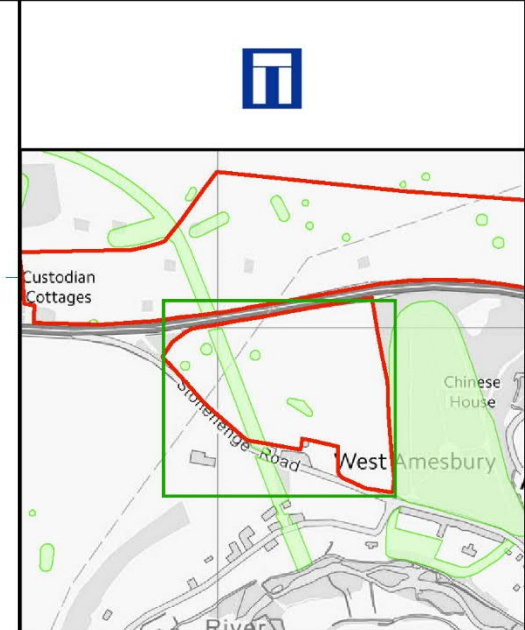 Custodian
Cottages
Chinese
House
Stonehenge Road
West Amesbury
River